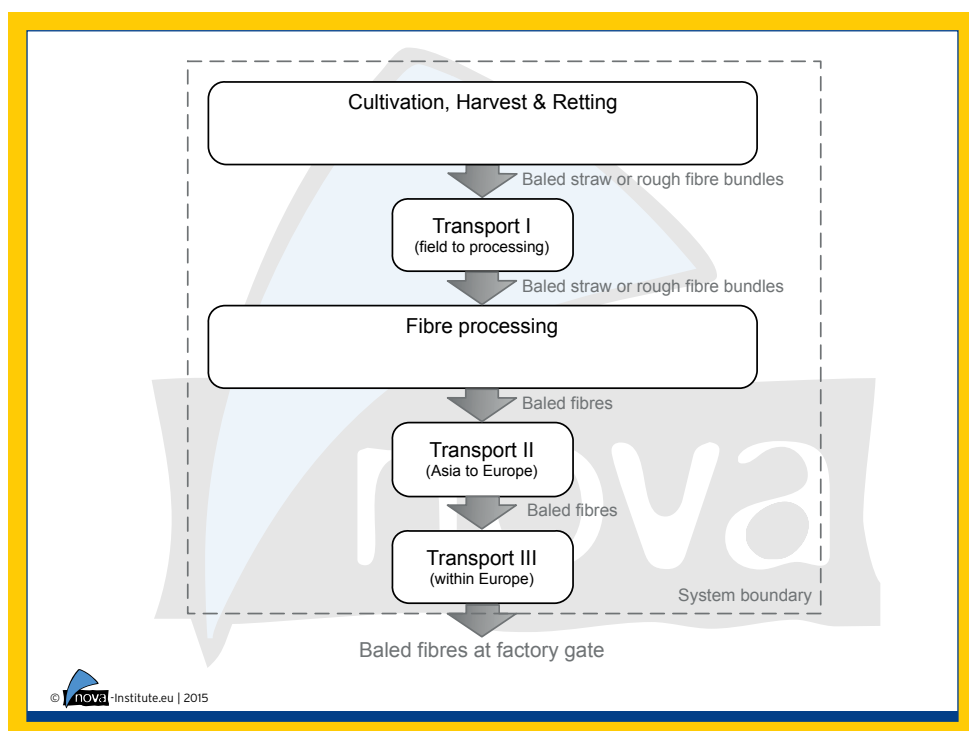 Cultivation, Harvest & Retting
Baled straw or rough fibre bundles
Transport I
(field to processing)
Baled straw or rough fibre bundles
Fibre processing
Baled fibres
Transport II
(Asia to Europe)
Baled fibres
Transport III
(within Europe)
System boundary
Baled fibres at factory gate
nova
© nova-Institute.eu | 2015